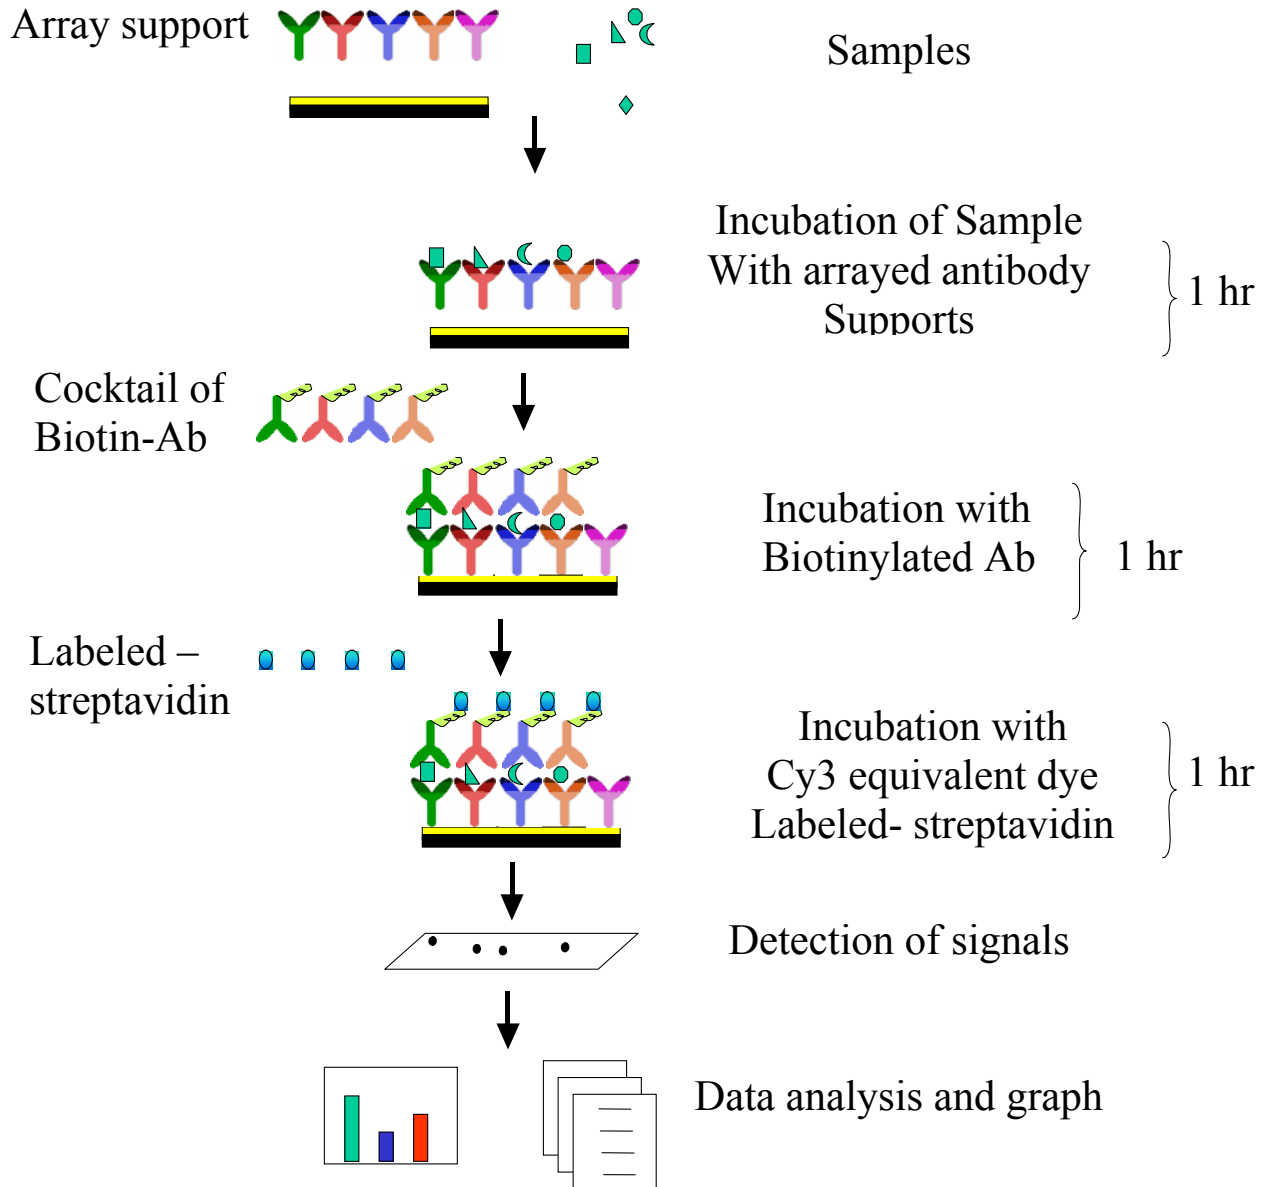 Array support
Samples
Incubation of Sample
With arrayed antibody
Supports
1 hr
Cocktail of
Biotin-Ab
Incubation with
Biotinylated Ab
1 hr
Labeled –
streptavidin
Incubation with
Cy3 equivalent dye
Labeled- streptavidin
1 hr
Detection of signals
Data analysis and graph